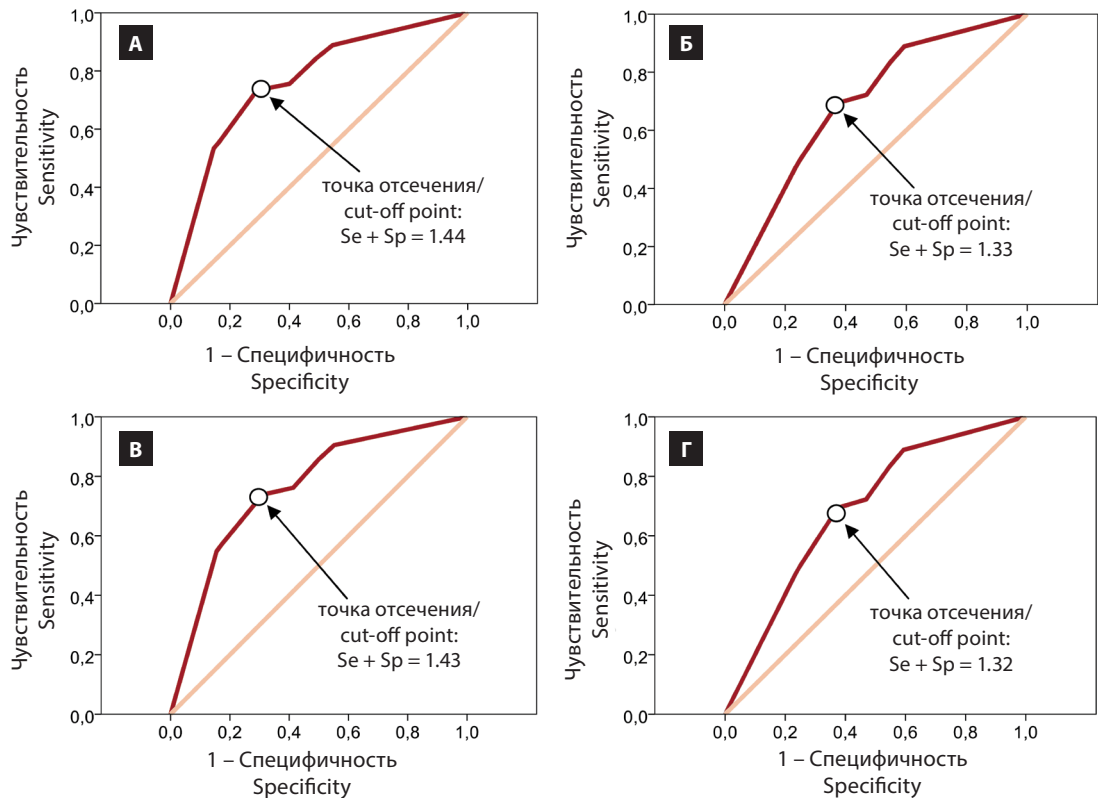 А
Чувствительность
Sensitivity
1,0
0,8
0,6
0,4
0,2
0,0
точка отсечения/
cut-off point:
Se + Sp = 1.44
0,0 0,2 0,4 0,6 0,8 1,0
1 – Специфичность
Specificity
Б
Чувствительность
Sensitivity
1,0
0,8
0,6
0,4
0,2
0,0
точка отсечения/
cut-off point:
Se + Sp = 1.33
0,0 0,2 0,4 0,6 0,8 1,0
1 – Специфичность
Specificity
В
Чувствительность
Sensitivity
1,0
0,8
0,6
0,4
0,2
0,0
точка отсечения/
cut-off point:
Se + Sp = 1.43
0,0 0,2 0,4 0,6 0,8 1,0
1 – Специфичность
Specificity
Г
Чувствительность
Sensitivity
1,0
0,8
0,6
0,4
0,2
0,0
точка отсечения/
cut-off point:
Se + Sp = 1.32
0,0 0,2 0,4 0,6 0,8 1,0
1 – Специфичность
Specificity